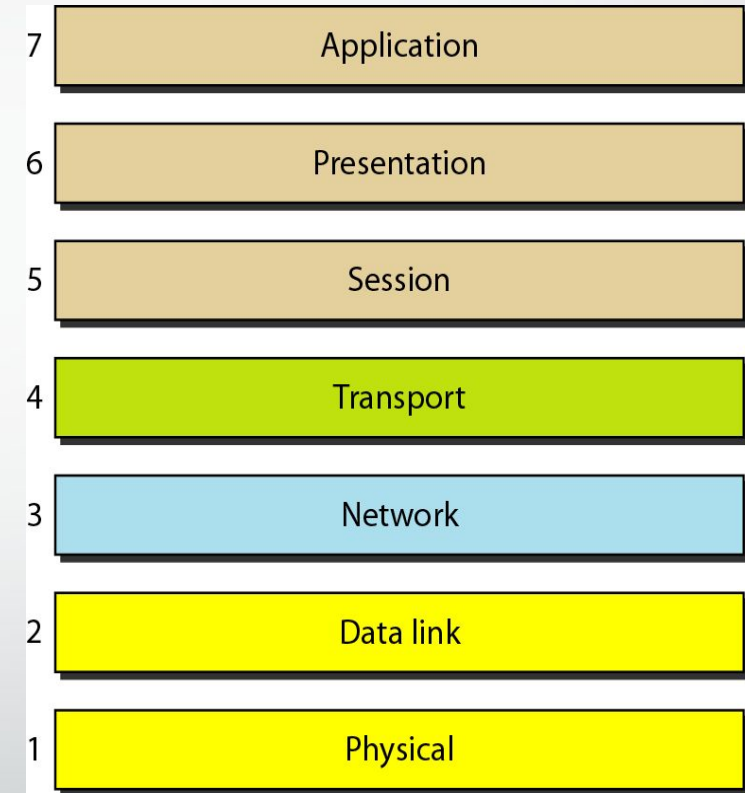 7 Application
6 Presentation
5 Session
4 Transport
3 Network
2 Data link
1 Physical